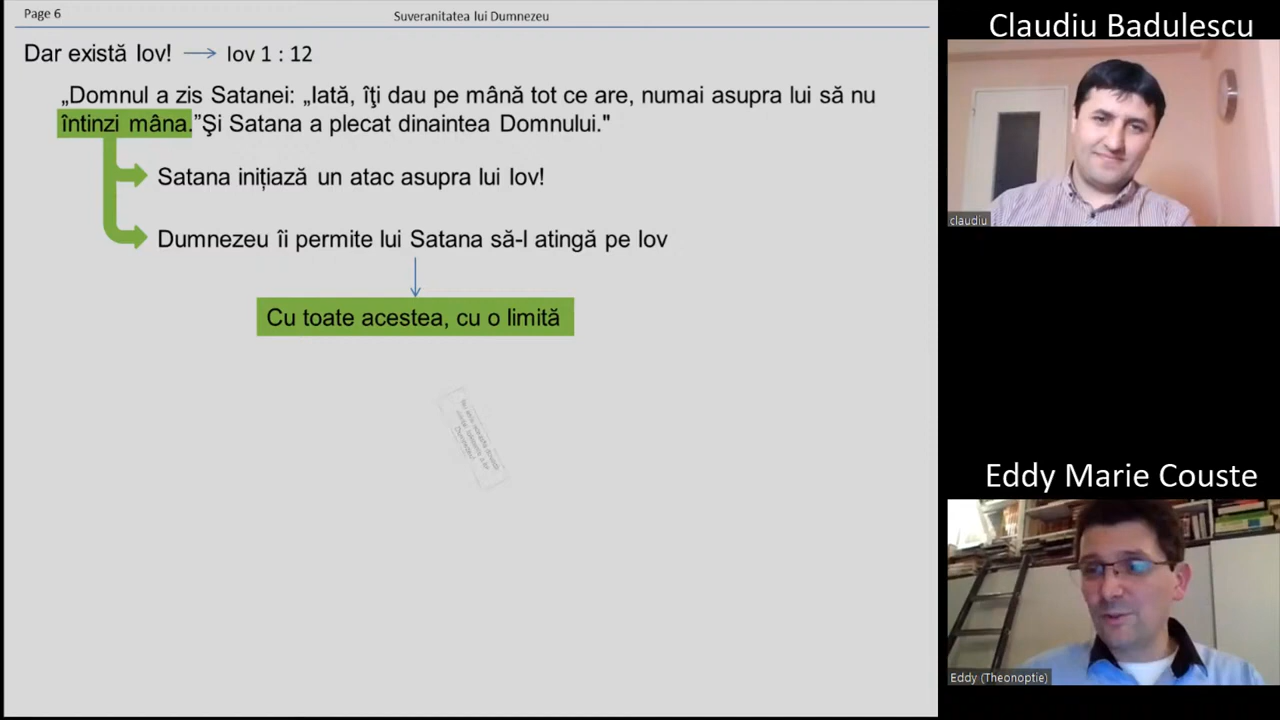 Page 6
Suveranitatea lui Dumnezeu
Dar există Iov! → Iov 1 : 12
„Domnul a zis Satanei: „Iată, îţi dau pe mână tot ce are, numai asupra lui să nu
întinzi mâna.”Şi Satana a plecat dinaintea Domnului."
Satana inițiază un atac asupra lui Iov!
Dumnezeu îi permite lui Satana să-l atingă pe Iov
Cu toate acestea, cu o limită
Claudiu Badulescu
claudiu
Eddy Marie Couste
Eddy (Theonoptie)